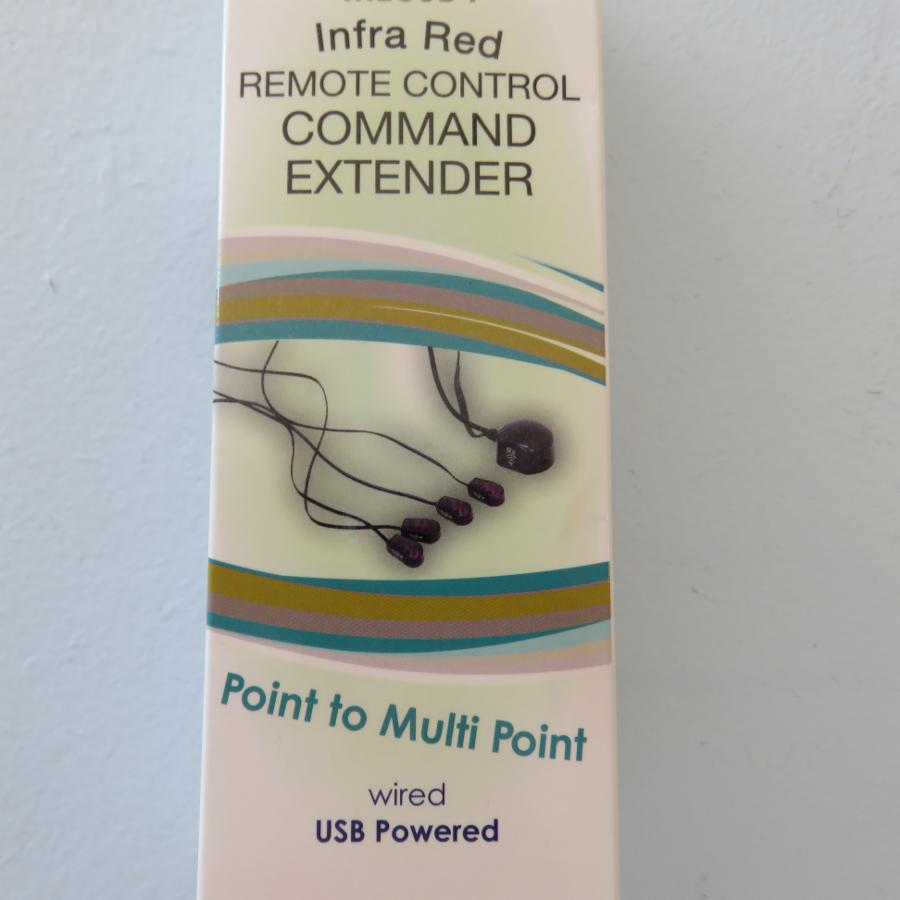 Infra Red
REMOTE CONTROL
COMMAND
EXTENDER
Point to Multi Point
wired
USB Powered